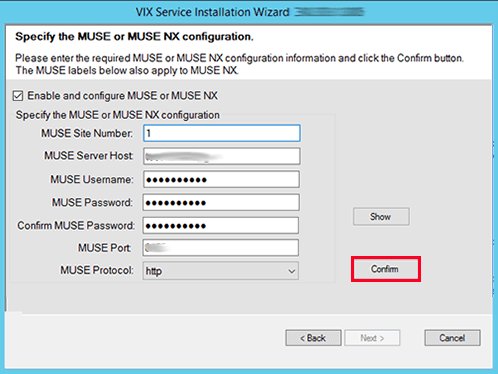 VIX Service Installation Wizard
Specify the MUSE or MUSE NX configuration.
Please enter the required MUSE or MUSE NX configuration information and click the Confirm button.
The MUSE labels below also apply to MUSE NX.
Enable and configure MUSE or MUSE NX
Specify the MUSE or MUSE NX configuration
MUSE Site Number: 1
MUSE Server Host:
MUSE Username: ●●●●●●●●●●
MUSE Password: ●●●●●●●●●●
Confirm MUSE Password: ●●●●●●●●●●
Show
MUSE Port:
MUSE Protocol: http
Confirm
< Back Next > Cancel